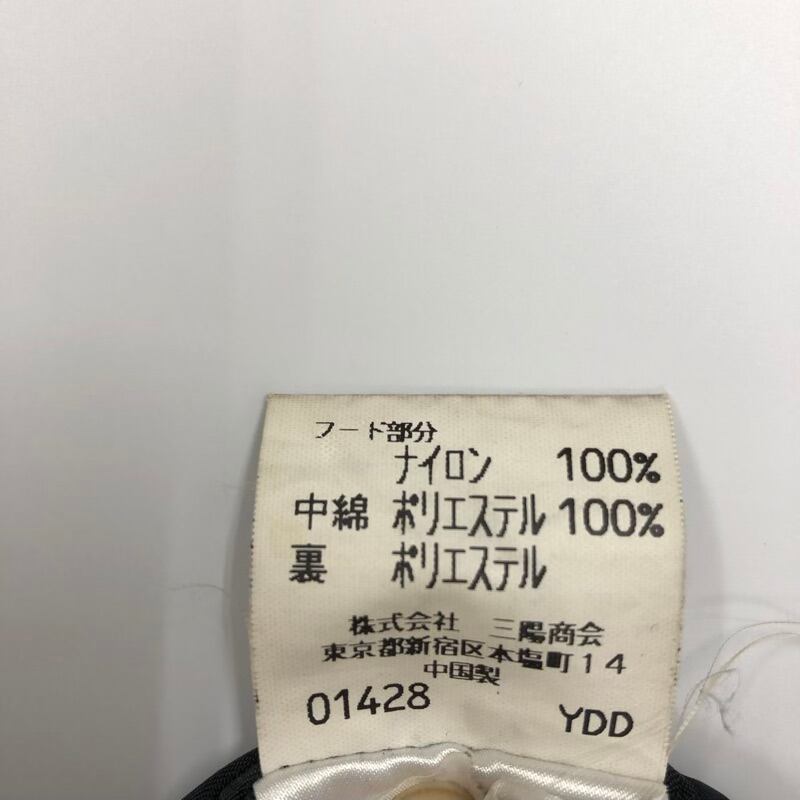 フード部分
ナイロン 100%
中綿 ポリエステル 100%
裏 ポリエステル
株式会社 三陽商会
東京都新宿区本塩町14
中国製
01428 YDD